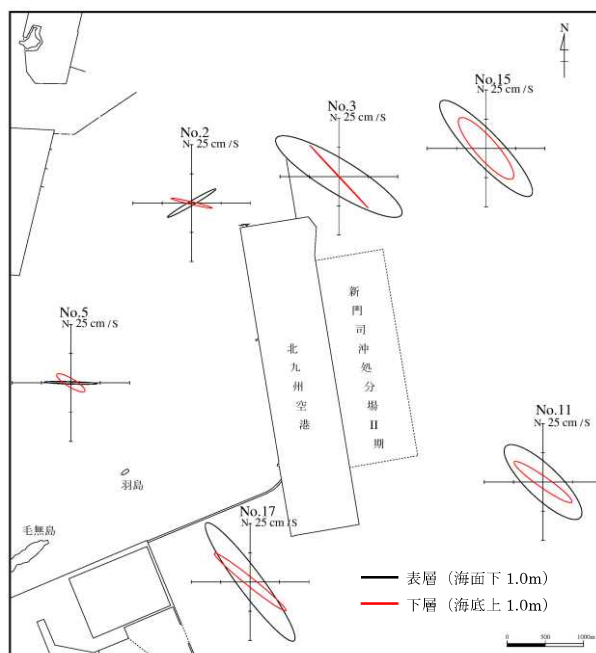 N
No.15
N 25 cm/S
No.3
N 25 cm/S
No.2
N 25 cm/S
新門司沖処分場Ⅱ期
北九州空港
No.5
N 25 cm/S
No.11
N 25 cm/S
羽島
毛無島
No.17
N 25 cm/S
表層（海面下 1.0m）
下層（海底上 1.0m）
0 500 1000m